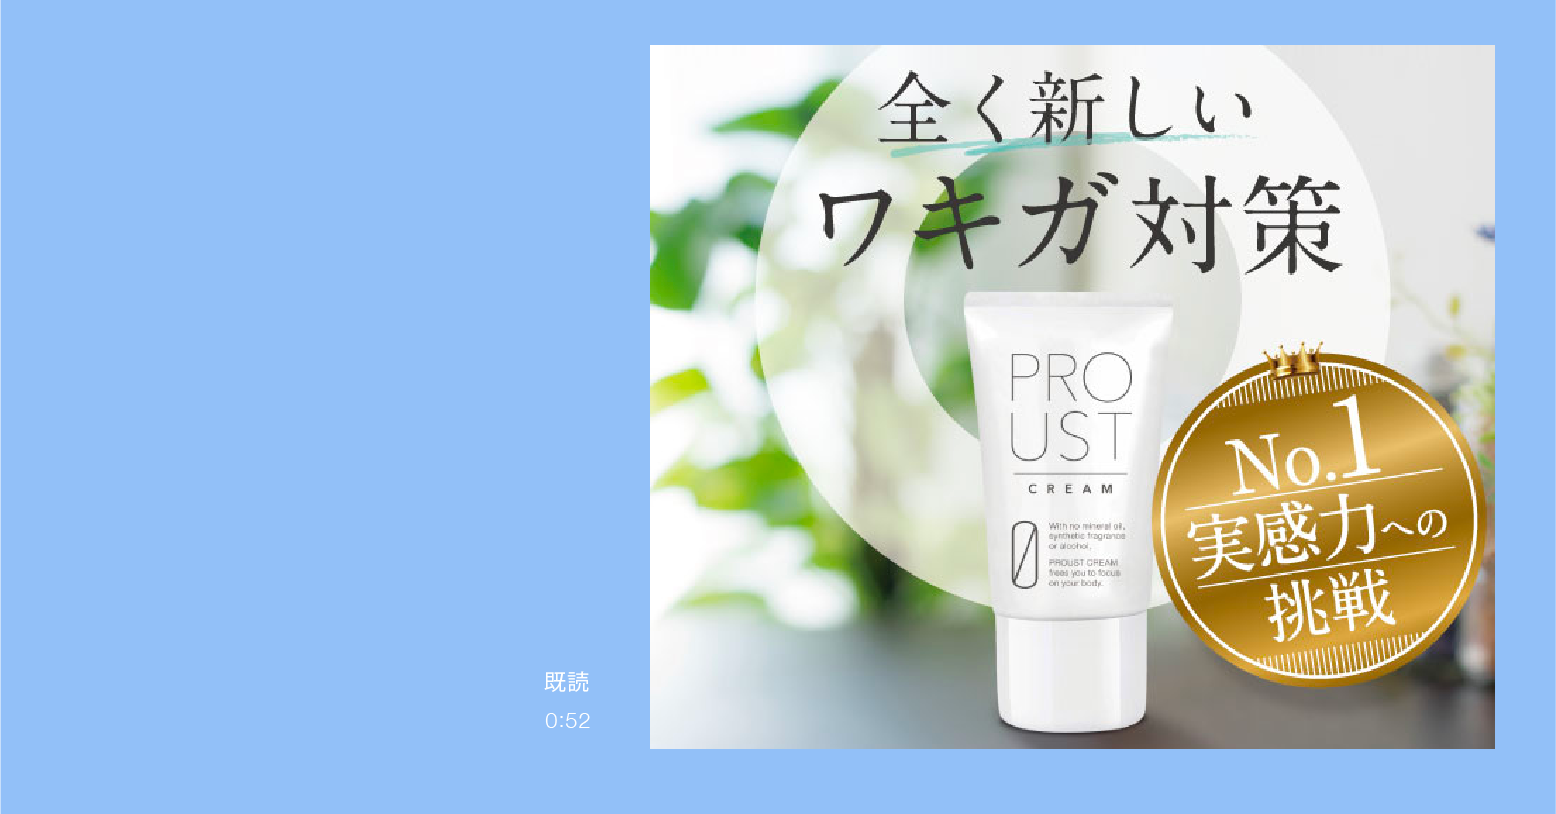 全く新しい
ワキガ対策
PRO
UST
CREAM
0
With no mineral oil,
synthetic fragrance
or alcohol.
PROUST CREAM
frees you to focus
on your body.
No.1
実感力への
挑戦
既読
0:52